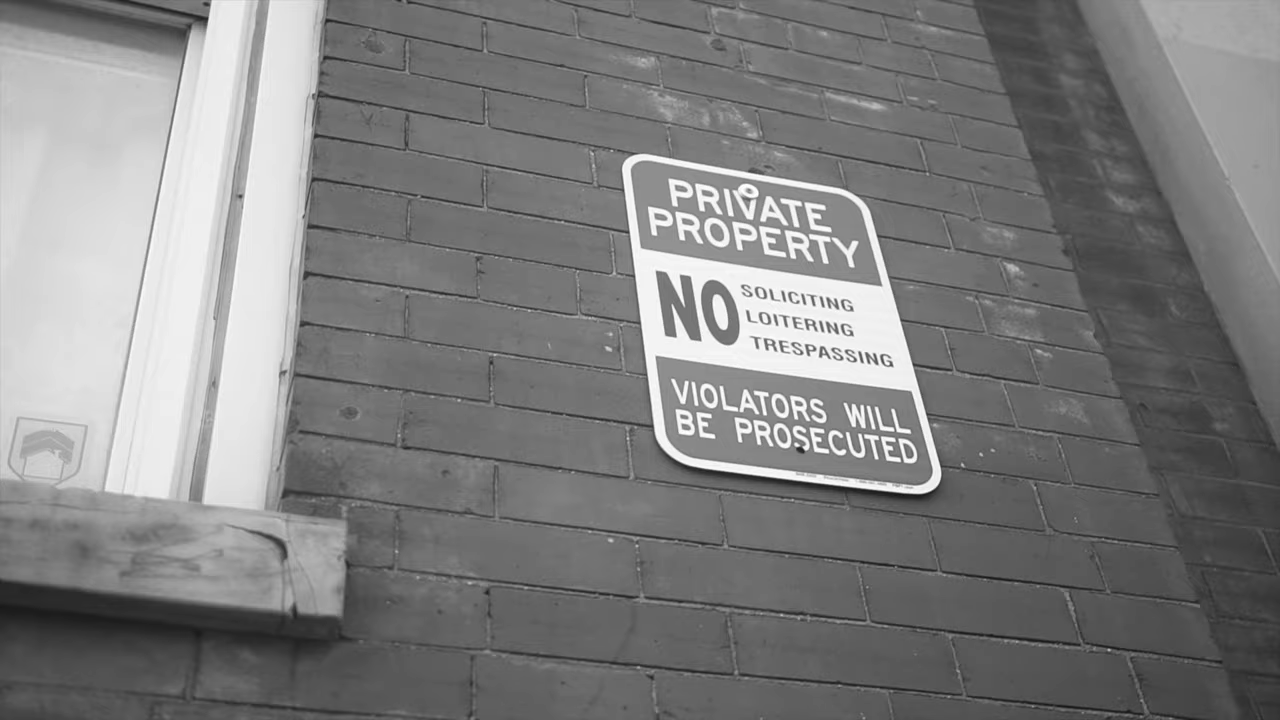 PRIVATE
PROPERTY
NO
SOLICITING
LOITERING
TRESPASSING
VIOLATORS WILL
BE PROSECUTED